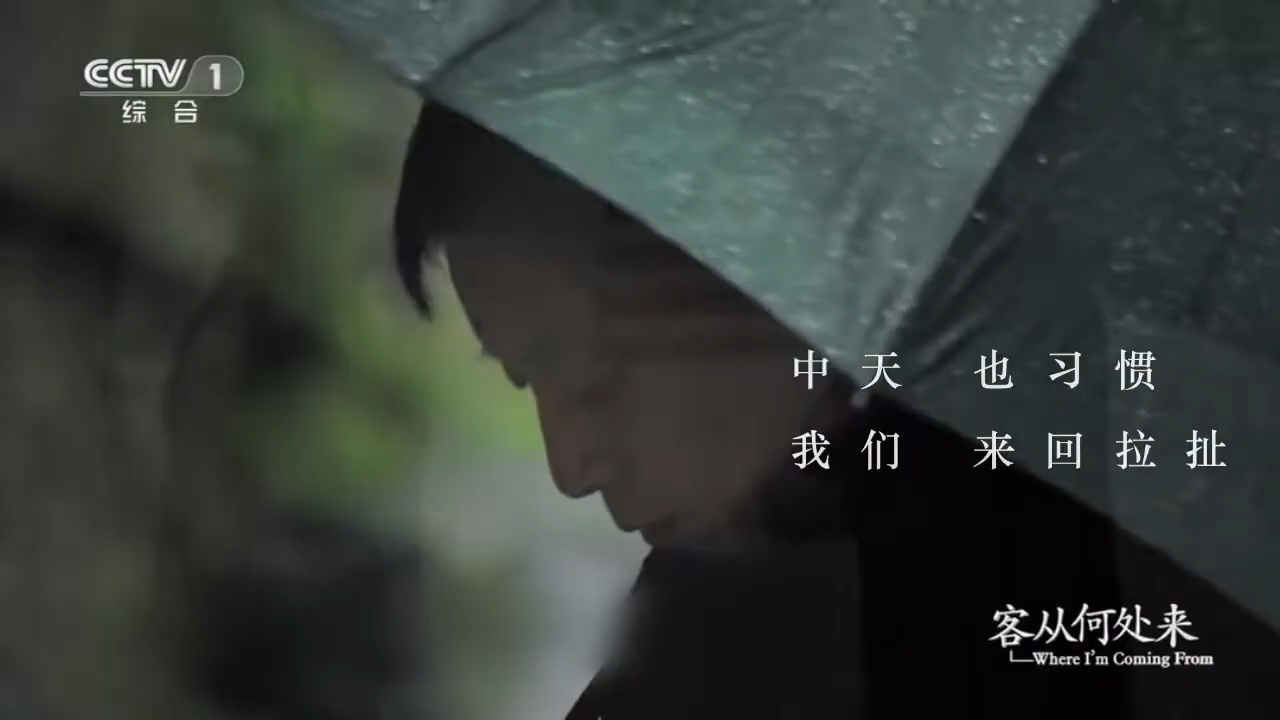 CCTV 1
综合
中天 也习惯
我们 来回拉扯
客从何处来
Where I'm Coming From